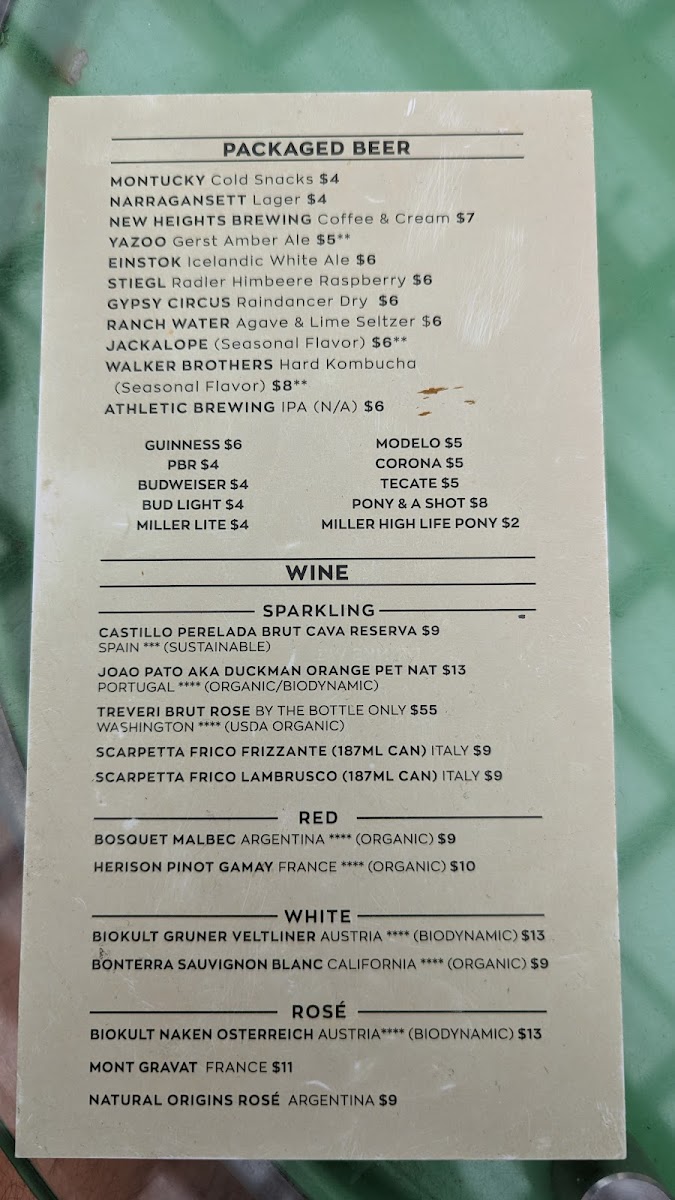 PACKAGED BEER
MONTUCKY Cold Snacks $4
NARRAGANSETT Lager $4
NEW HEIGHTS BREWING Coffee & Cream $7
YAZOO Gerst Amber Ale $5**
EINSTOK Icelandic White Ale $6
STIEGL Radler Himbeere Raspberry $6
GYPSY CIRCUS Raindancer Dry $6
RANCH WATER Agave & Lime Seltzer $6
JACKALOPE (Seasonal Flavor) $6**
WALKER BROTHERS Hard Kombucha
(Seasonal Flavor) $8**
ATHLETIC BREWING IPA (N/A) $6
GUINNESS $6
PBR $4
BUDWEISER $4
BUD LIGHT $4
MILLER LITE $4
MODELO $5
CORONA $5
TECATE $5
PONY & A SHOT $8
MILLER HIGH LIFE PONY $2
WINE
SPARKLING
CASTILLO PERELADA BRUT CAVA RESERVA $9
SPAIN *** (SUSTAINABLE)
JOAO PATO AKA DUCKMAN ORANGE PET NAT $13
PORTUGAL **** (ORGANIC/BIODYNAMIC)
TREVERI BRUT ROSE BY THE BOTTLE ONLY $55
WASHINGTON **** (USDA ORGANIC)
SCARPETTA FRICO FRIZZANTE (187ML CAN) ITALY $9
SCARPETTA FRICO LAMBRUSCO (187ML CAN) ITALY $9
RED
BOSQUET MALBEC ARGENTINA **** (ORGANIC) $9
HERISON PINOT GAMAY FRANCE **** (ORGANIC) $10
WHITE
BIOKULT GRUNER VELTLINER AUSTRIA **** (BIODYNAMIC) $13
BONTERRA SAUVIGNON BLANC CALIFORNIA **** (ORGANIC) $9
ROSÉ
BIOKULT NAKEN OSTERREICH AUSTRIA**** (BIODYNAMIC) $13
MONT GRAVAT FRANCE $11
NATURAL ORIGINS ROSÉ ARGENTINA $9